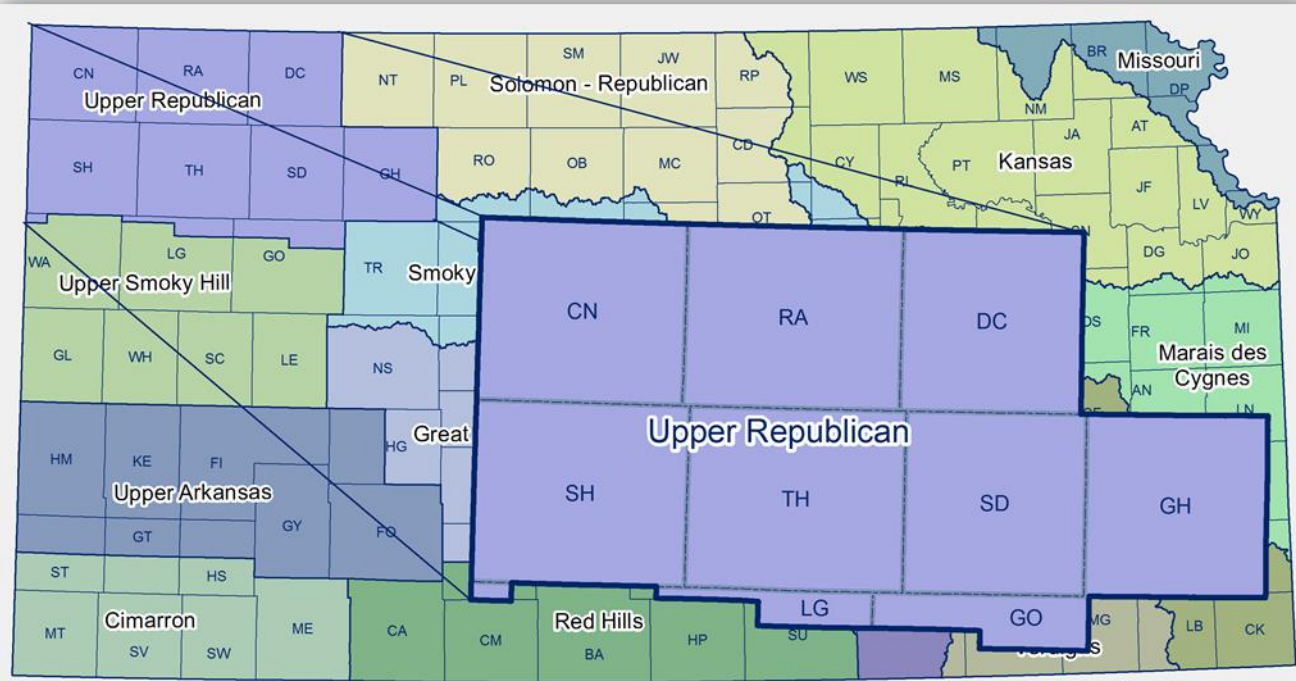 CN
RA
DC
Upper Republican
SH
TH
SD
GH
NT
PL
SM
JW
RP
Solomon - Republican
RO
OB
MC
CD
OT
WS
MS
NM
BR
Missouri
DP
CY
RI
PT
Kansas
JA
AT
JF
LV
WY
DG
JO
WA
LG
GO
Upper Smoky Hill
GL
WH
SC
LE
TR
Smoky
NS
HG
Great
FR
MI
Marais des
Cygnes
AN
LN
HM
KE
FI
Upper Arkansas
GT
GY
FO
ST
HS
Cimarron
MT
SV
SW
ME
CA
CM
Red Hills
BA
HP
SU
MG
LB
CK
CN
RA
DC
Upper Republican
SH
TH
SD
GH
LG
GO